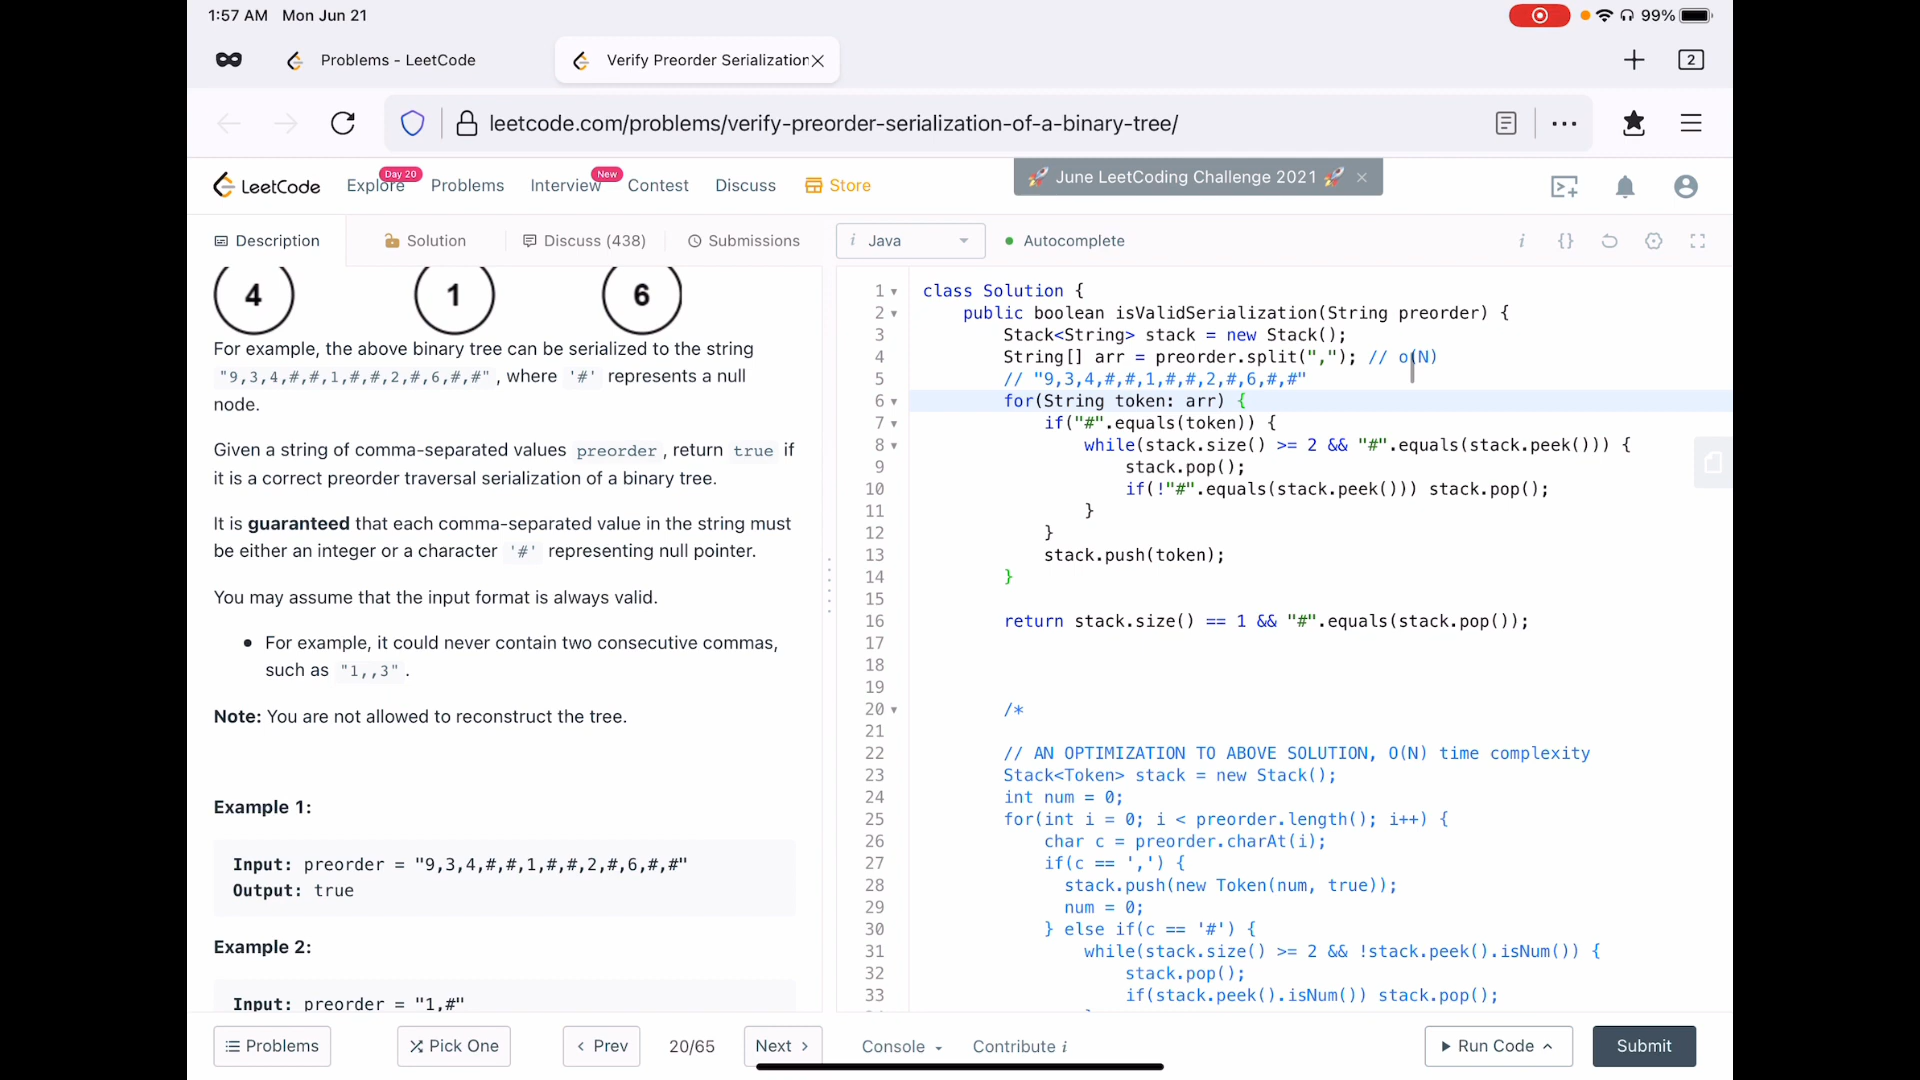 1:57 AM Mon Jun 21
99%
Problems - LeetCode
Verify Preorder Serialization
2
leetcode.com/problems/verify-preorder-serialization-of-a-binary-tree/
LeetCode
Explore
Day 20
Problems
Interview
New
Contest
Discuss
Store
🚀 June LeetCoding Challenge 2021 🚀
Description
Solution
Discuss (438)
Submissions
i Java
Autocomplete
4
1
6
For example, the above binary tree can be serialized to the string
"9,3,4,#,#,1,#,#,2,#,6,#,#", where '#' represents a null
node.
Given a string of comma-separated values preorder, return true if
it is a correct preorder traversal serialization of a binary tree.
It is guaranteed that each comma-separated value in the string must
be either an integer or a character '#' representing null pointer.
You may assume that the input format is always valid.
• For example, it could never contain two consecutive commas,
such as "1,,3".
Note: You are not allowed to reconstruct the tree.
Example 1:
Input: preorder = "9,3,4,#,#,1,#,#,2,#,6,#,#"
Output: true
Example 2:
Input: preorder = "1,#"
1 class Solution {
2 public boolean isValidSerialization(String preorder) {
3 Stack<String> stack = new Stack();
4 String[] arr = preorder.split(","); // o(N)
5 // "9,3,4,#,#,1,#,#,2,#,6,#,#"
6 for(String token: arr) {
7 if("#".equals(token)) {
8 while(stack.size() >= 2 && "#".equals(stack.peek())) {
9 stack.pop();
10 if(!"#".equals(stack.peek())) stack.pop();
11 }
12 }
13 stack.push(token);
14 }
15
16 return stack.size() == 1 && "#".equals(stack.pop());
17
18
19
20 /*
21
22 // AN OPTIMIZATION TO ABOVE SOLUTION, O(N) time complexity
23 Stack<Token> stack = new Stack();
24 int num = 0;
25 for(int i = 0; i < preorder.length(); i++) {
26 char c = preorder.charAt(i);
27 if(c == ',') {
28 stack.push(new Token(num, true));
29 num = 0;
30 } else if(c == '#') {
31 while(stack.size() >= 2 && !stack.peek().isNum()) {
32 stack.pop();
33 if(stack.peek().isNum()) stack.pop();
Problems
Pick One
Prev
20/65
Next
Console
Contribute i
Run Code
Submit